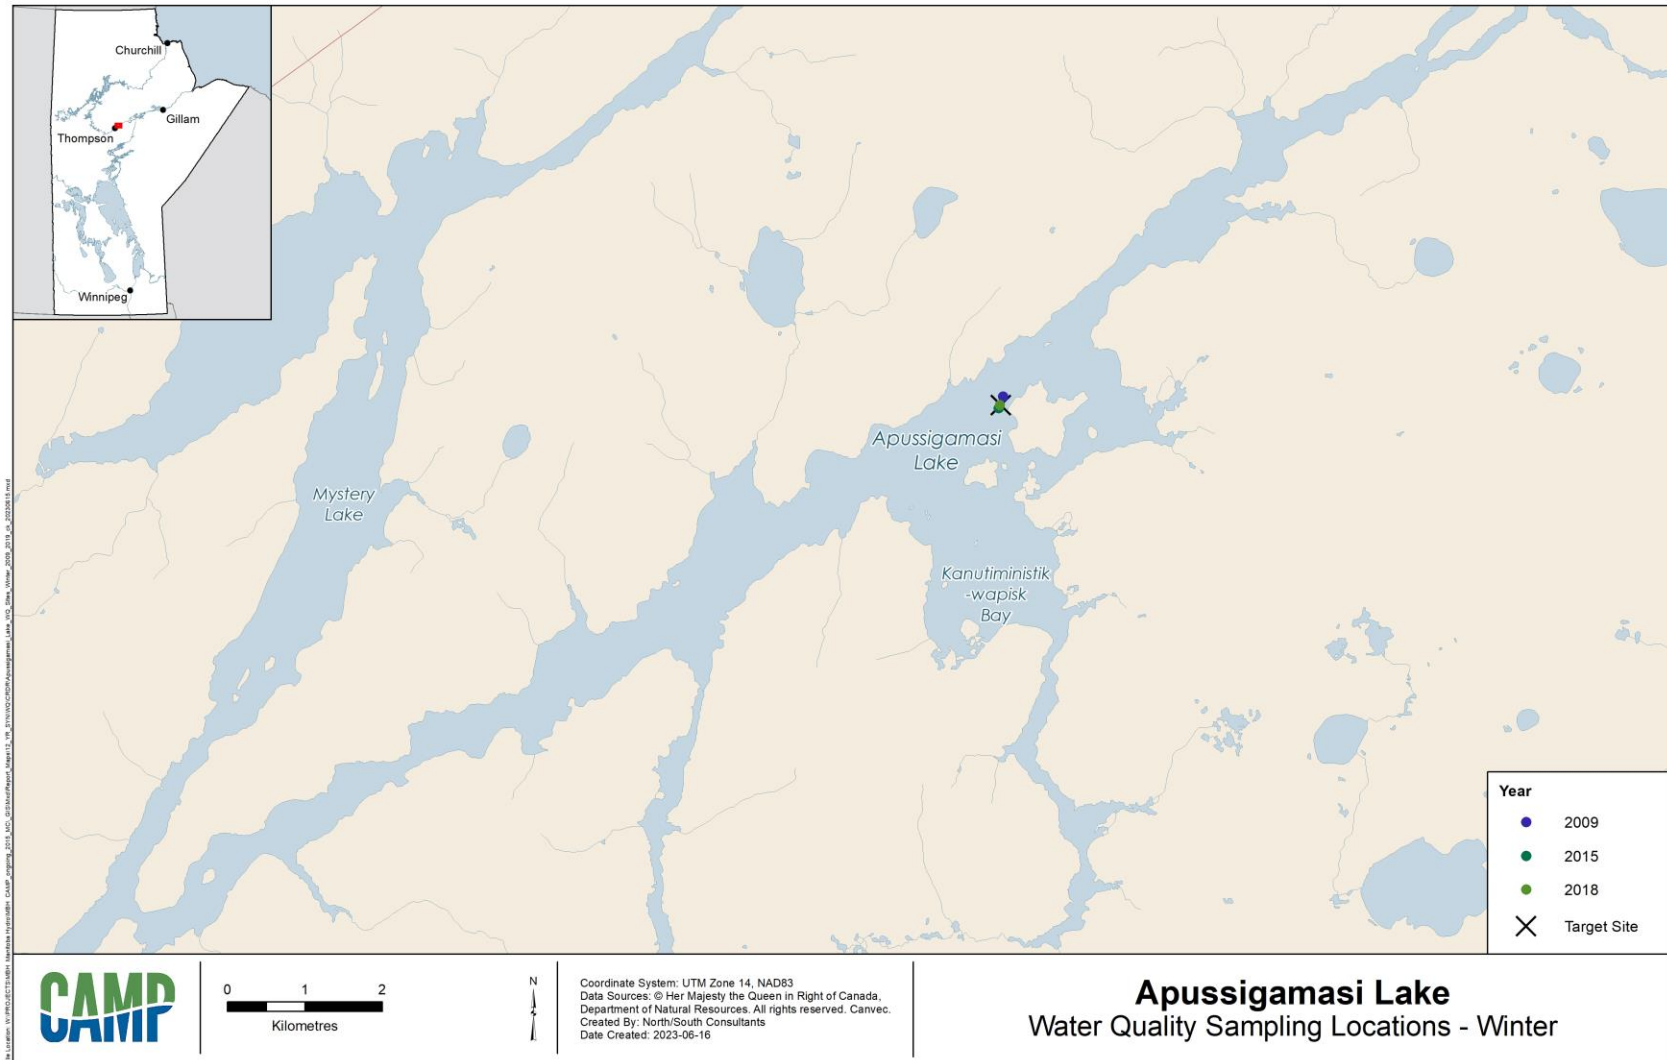 Churchill
Gillam
Thompson
Winnipeg
Mystery
Lake
Apussigamasi
Lake
Kanutiministik
-wapisk
Bay
Year
2009
2015
2018
Target Site
CAMP
0 1 2
Kilometres
N
Coordinate System: UTM Zone 14, NAD83
Data Sources: © Her Majesty the Queen in Right of Canada,
Department of Natural Resources. All rights reserved. Canvec.
Created By: North/South Consultants
Date Created: 2023-06-16
Apussigamasi Lake
Water Quality Sampling Locations - Winter